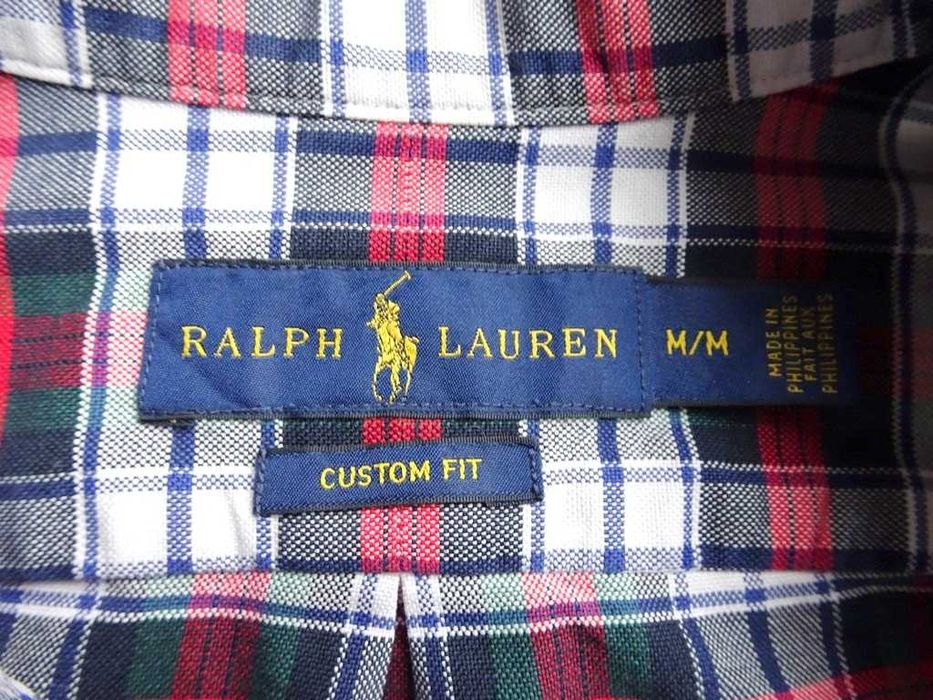 RALPH LAUREN
M/M
MADE IN
PHILIPPINES
FAIT AUX
PHILIPPINES
CUSTOM FIT